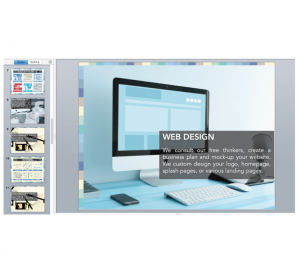 WEB DESIGN
We consult our free thinkers, create a
business plan and mock-up your website.
We custom design your logo, homepage,
splash pages, or various landing pages.